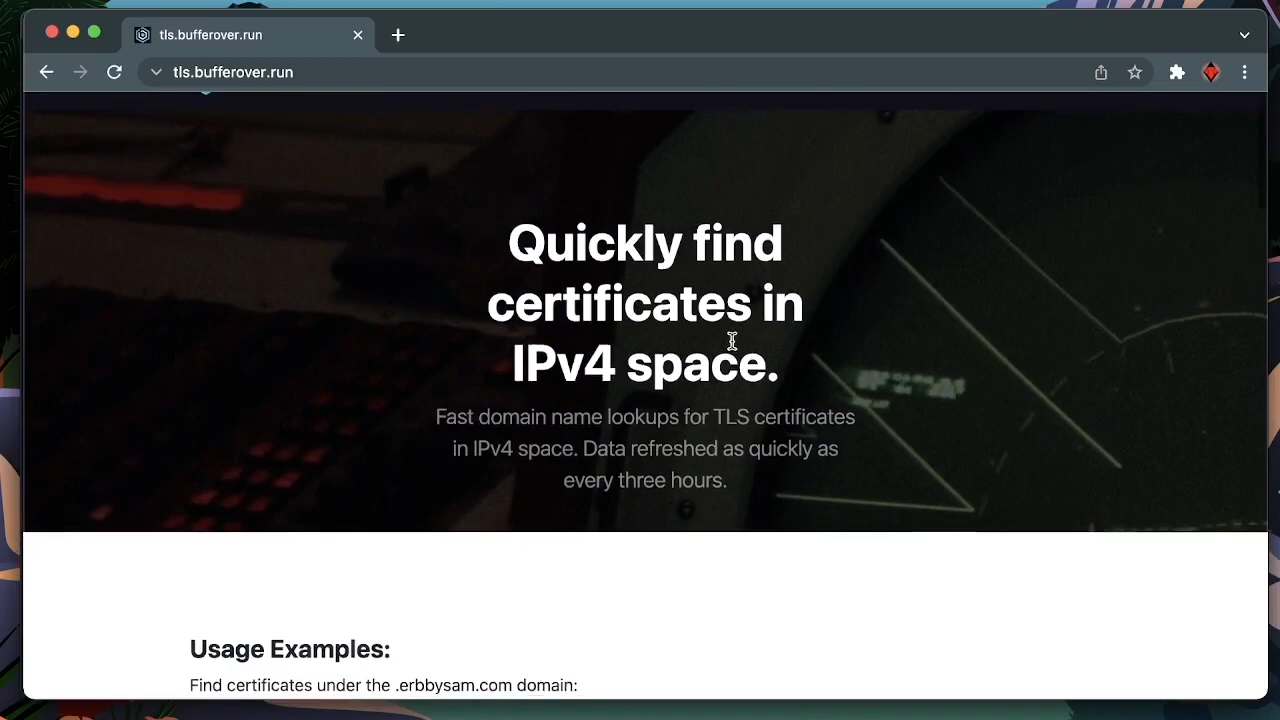 tls.bufferover.run
tls.bufferover.run
Quickly find
certificates in
IPv4 space.
Fast domain name lookups for TLS certificates
in IPv4 space. Data refreshed as quickly as
every three hours.
Usage Examples:
Find certificates under the .erbbysam.com domain: